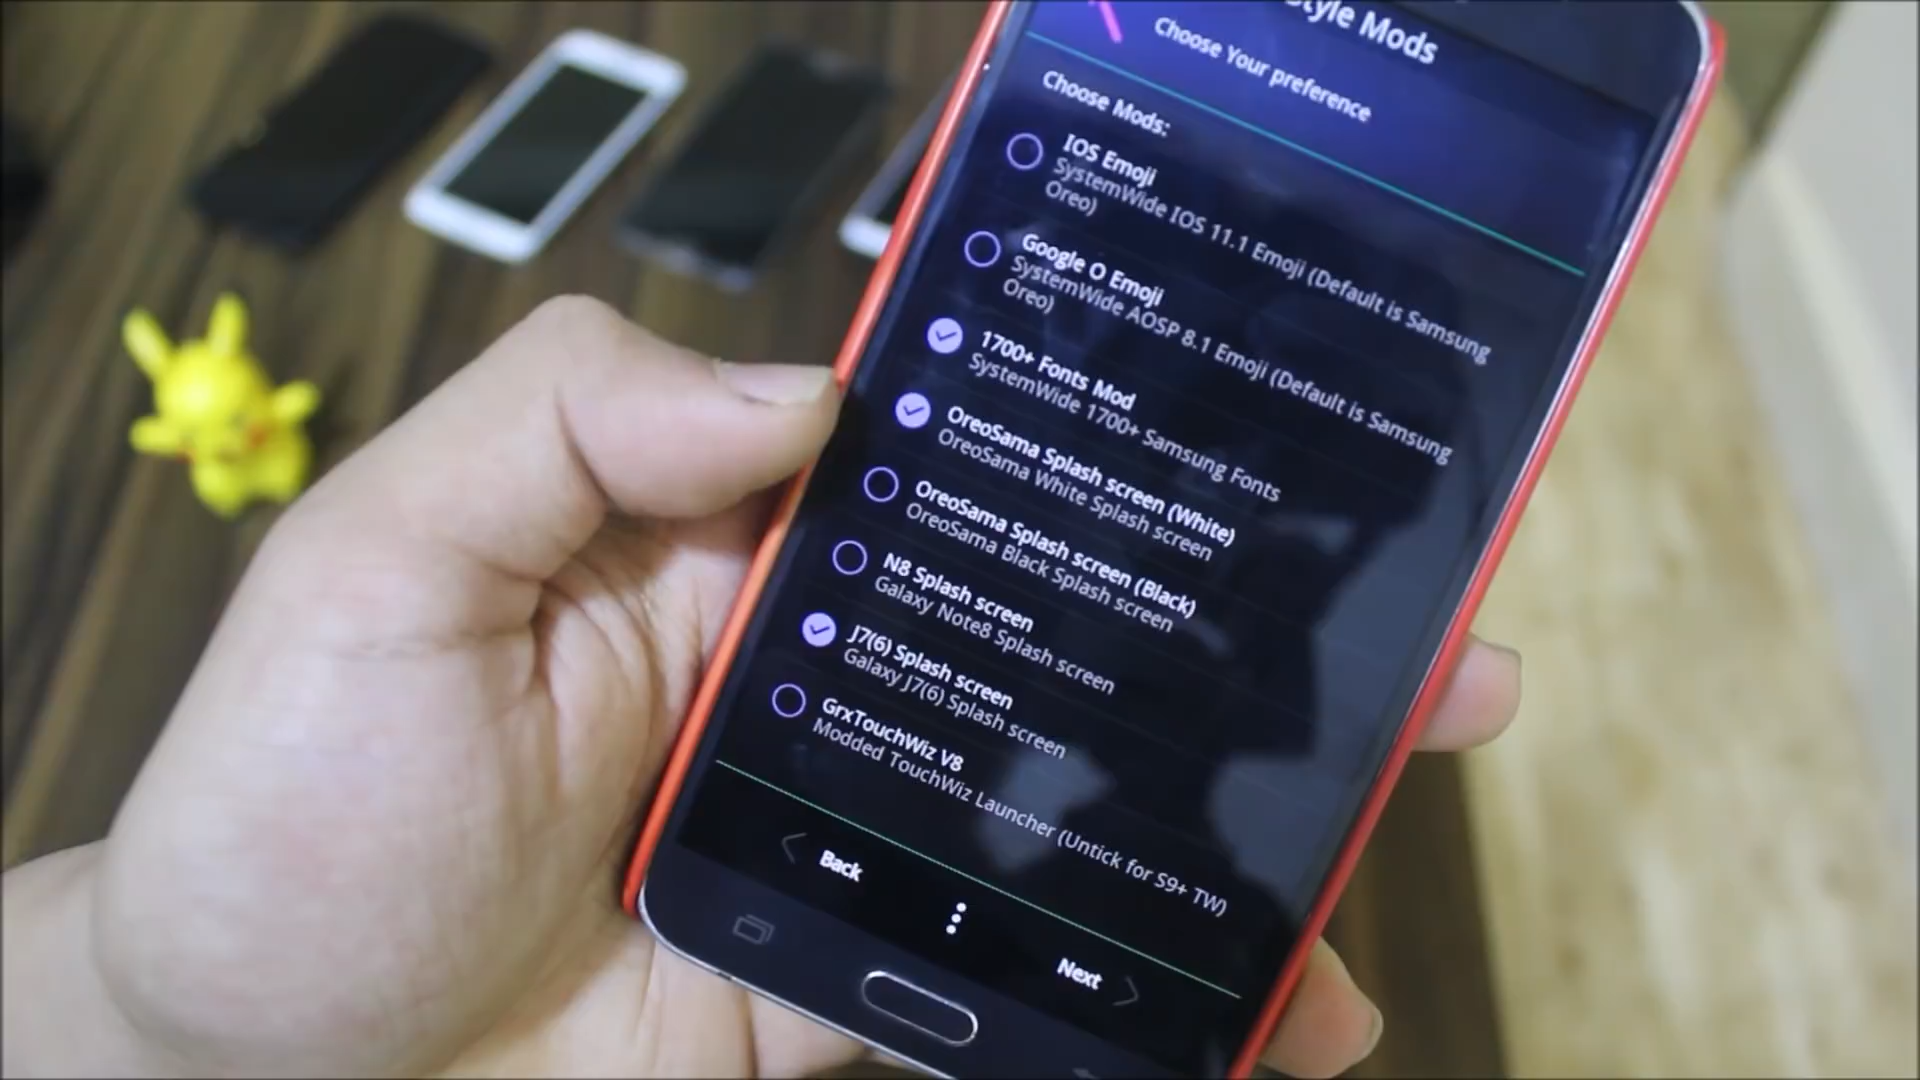 Style Mods
Choose Your preference
Choose Mods:
IOS Emoji
SystemWide IOS 11.1 Emoji (Default is Samsung
Oreo)
Google O Emoji
SystemWide AOSP 8.1 Emoji (Default is Samsung
Oreo)
1700+ Fonts Mod
SystemWide 1700+ Samsung Fonts
OreoSama Splash screen (White)
OreoSama White Splash screen
OreoSama Splash screen (Black)
OreoSama Black Splash screen
N8 Splash screen
Galaxy Note8 Splash screen
J7(6) Splash screen
Galaxy J7(6) Splash screen
GrxTouchWiz V8
Modded TouchWiz Launcher (Untick for S9+ TW)
Back
Next